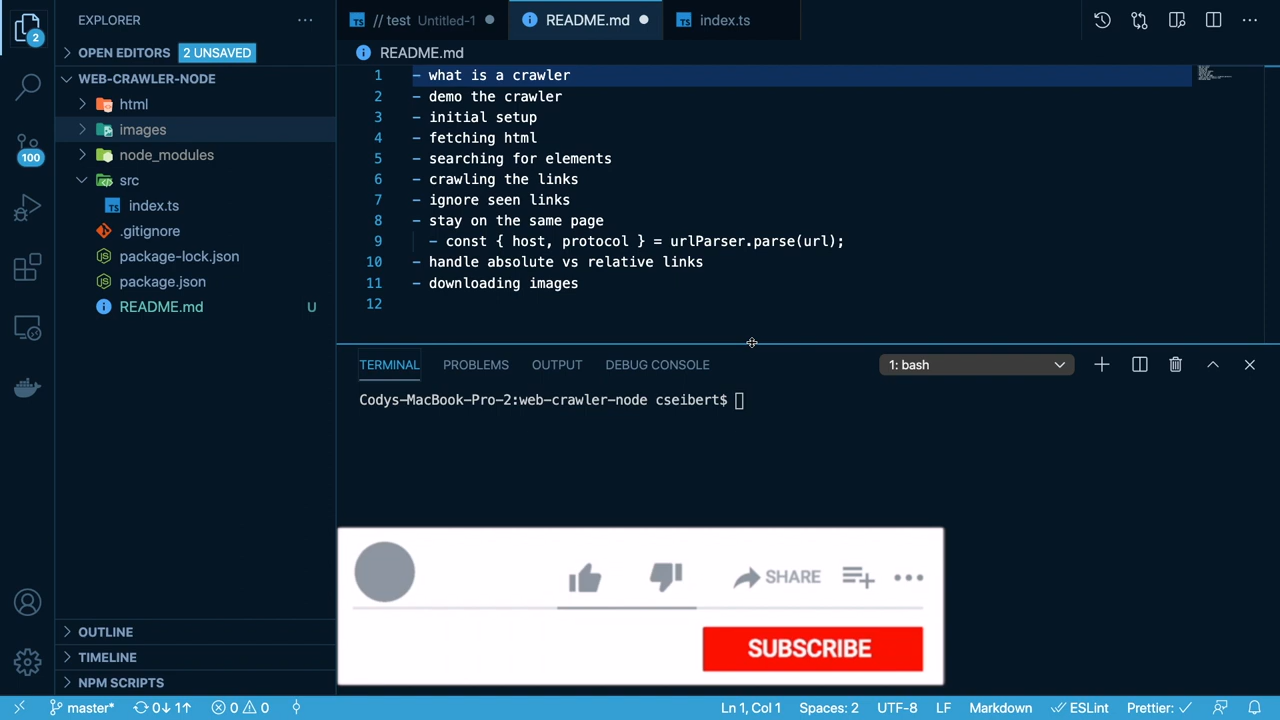 EXPLORER
2
OPEN EDITORS 2 UNSAVED
WEB-CRAWLER-NODE
html
images
node_modules
100
src
TS index.ts
.gitignore
package-lock.json
package.json
README.md U
OUTLINE
TIMELINE
NPM SCRIPTS
TS // test Untitled-1
README.md
TS index.ts
README.md
1 - what is a crawler
2 - demo the crawler
3 - initial setup
4 - fetching html
5 - searching for elements
6 - crawling the links
7 - ignore seen links
8 - stay on the same page
9 - const { host, protocol } = urlParser.parse(url);
10 - handle absolute vs relative links
11 - downloading images
12
TERMINAL PROBLEMS OUTPUT DEBUG CONSOLE 1: bash
Codys-MacBook-Pro-2:web-crawler-node cseibert$
SHARE
SUBSCRIBE
master* 0↓ 1↑ 0 0 Ln 1, Col 1 Spaces: 2 UTF-8 LF Markdown ESLint Prettier: ✓